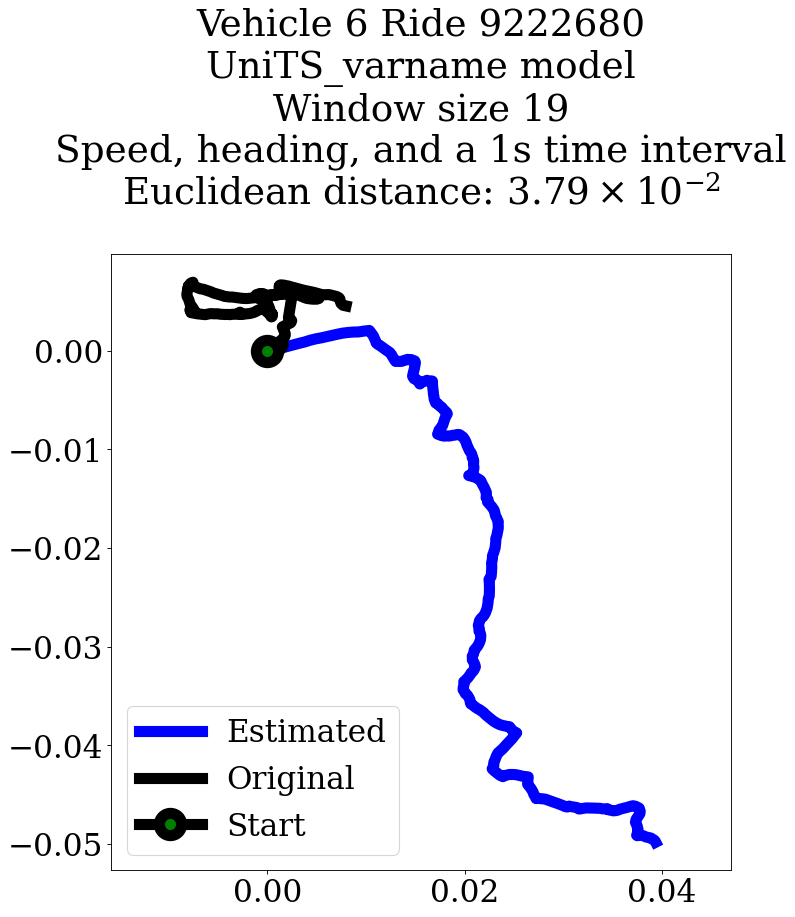 Vehicle 6 Ride 9222680
UniTS_varname model
Window size 19
Speed, heading, and a 1s time interval
Euclidean distance: 3.79 × 10⁻²
0.00
−0.01
−0.02
−0.03
−0.04
−0.05
Estimated
Original
Start
0.00 0.02 0.04